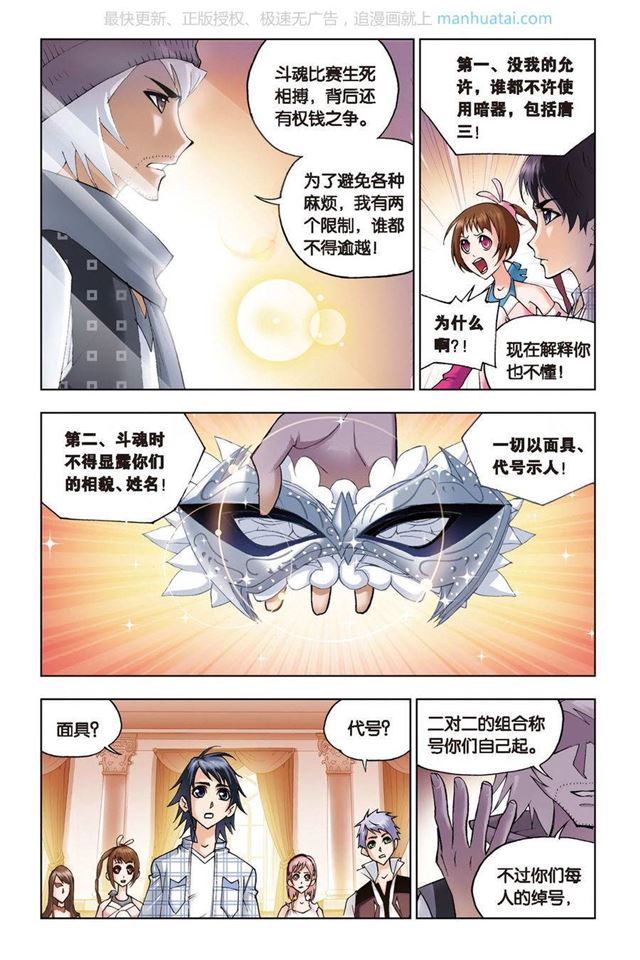 最快更新、正版授权、极速无广告，追漫画就上 manhuatai.com
斗魂比赛生死
相搏，背后还
有权钱之争。
为了避免各种
麻烦，我有两
个限制，谁都
不得逾越！
第一、没我的允
许，谁都不许使
用暗器，包括唐
三！
为什么
啊？！
现在解释你
也不懂！
第二、斗魂时
不得显露你们
的相貌、姓名！
一切以面具、
代号示人！
面具？
代号？
二对二的组合称
号你们自己起。
不过你们每
人的绰号，